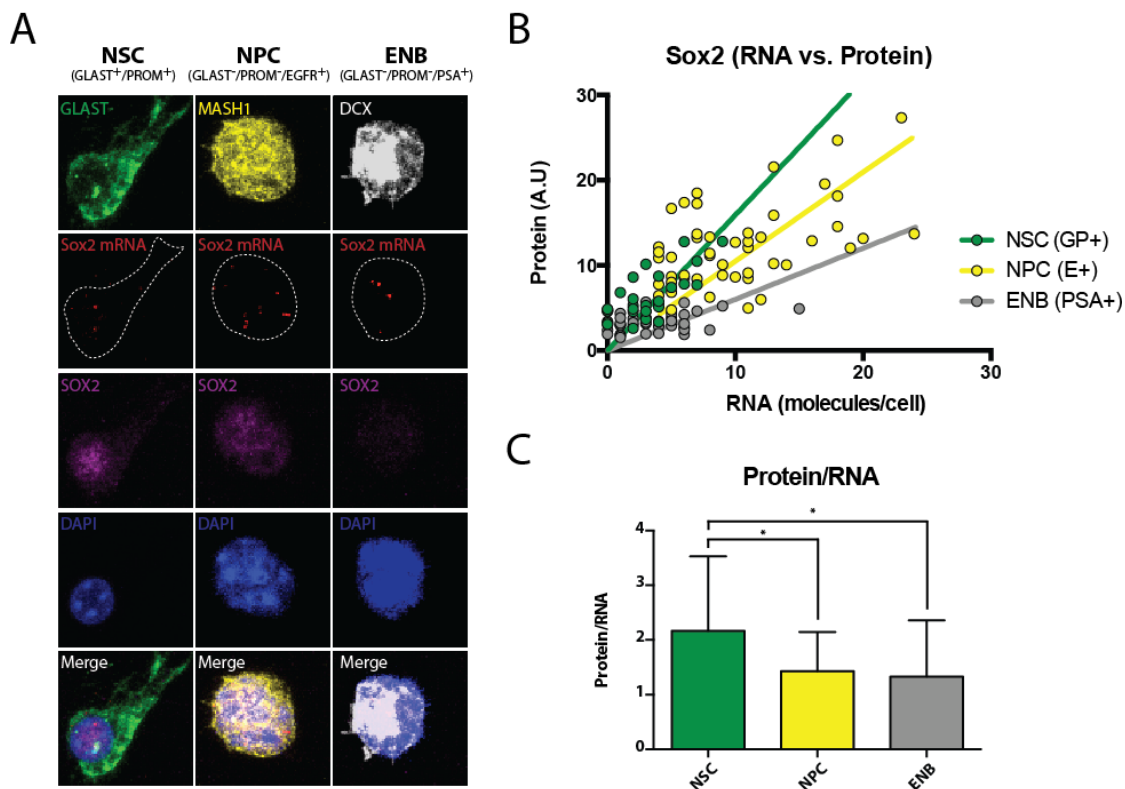 A
NSC NPC ENB
(GLAST⁺/PROM⁺) (GLAST⁻/PROM⁻/EGFR⁺) (GLAST⁻/PROM⁻/PSA⁺)
GLAST MASH1 DCX
Sox2 mRNA Sox2 mRNA Sox2 mRNA
SOX2 SOX2 SOX2
DAPI DAPI DAPI
Merge Merge Merge
B
Sox2 (RNA vs. Protein)
Protein (A.U)
30
20
10
0
0 10 20 30
RNA (molecules/cell)
NSC (GP+)
NPC (E+)
ENB (PSA+)
C
Protein/RNA
* *
Protein/RNA
4
3
2
1
0
NSC NPC ENB